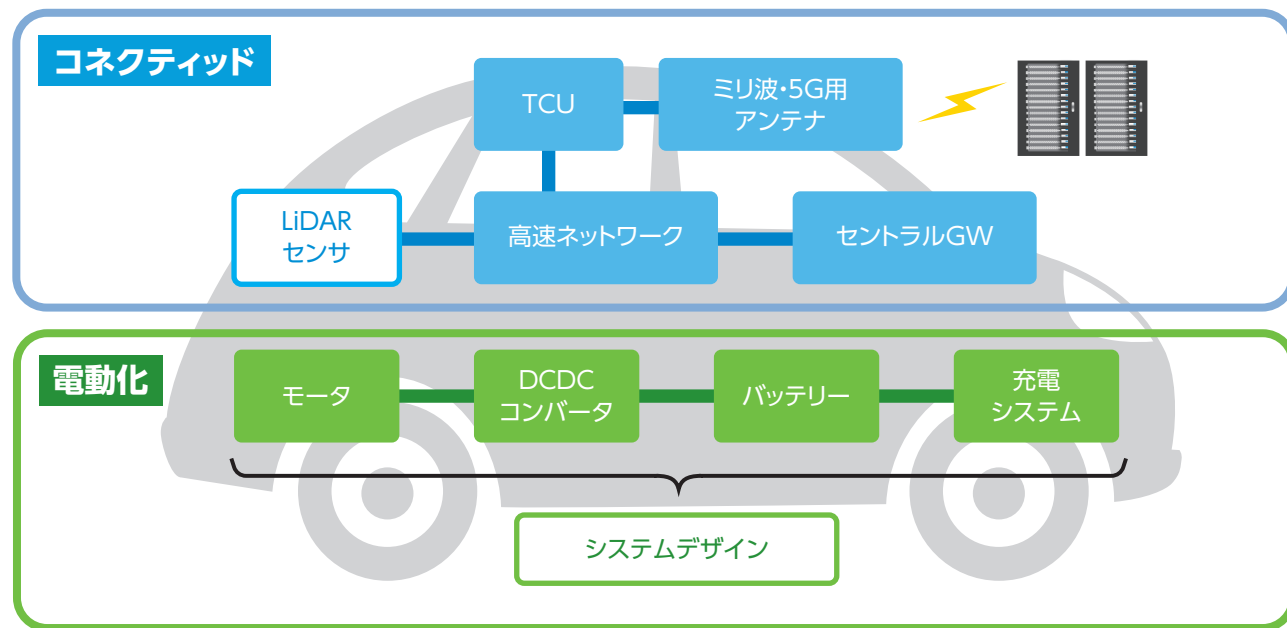 コネクティッド
TCU
ミリ波・5G用
アンテナ
LiDAR
センサ
高速ネットワーク
セントラルGW
電動化
モータ
DCDC
コンバータ
バッテリー
充電
システム
システムデザイン